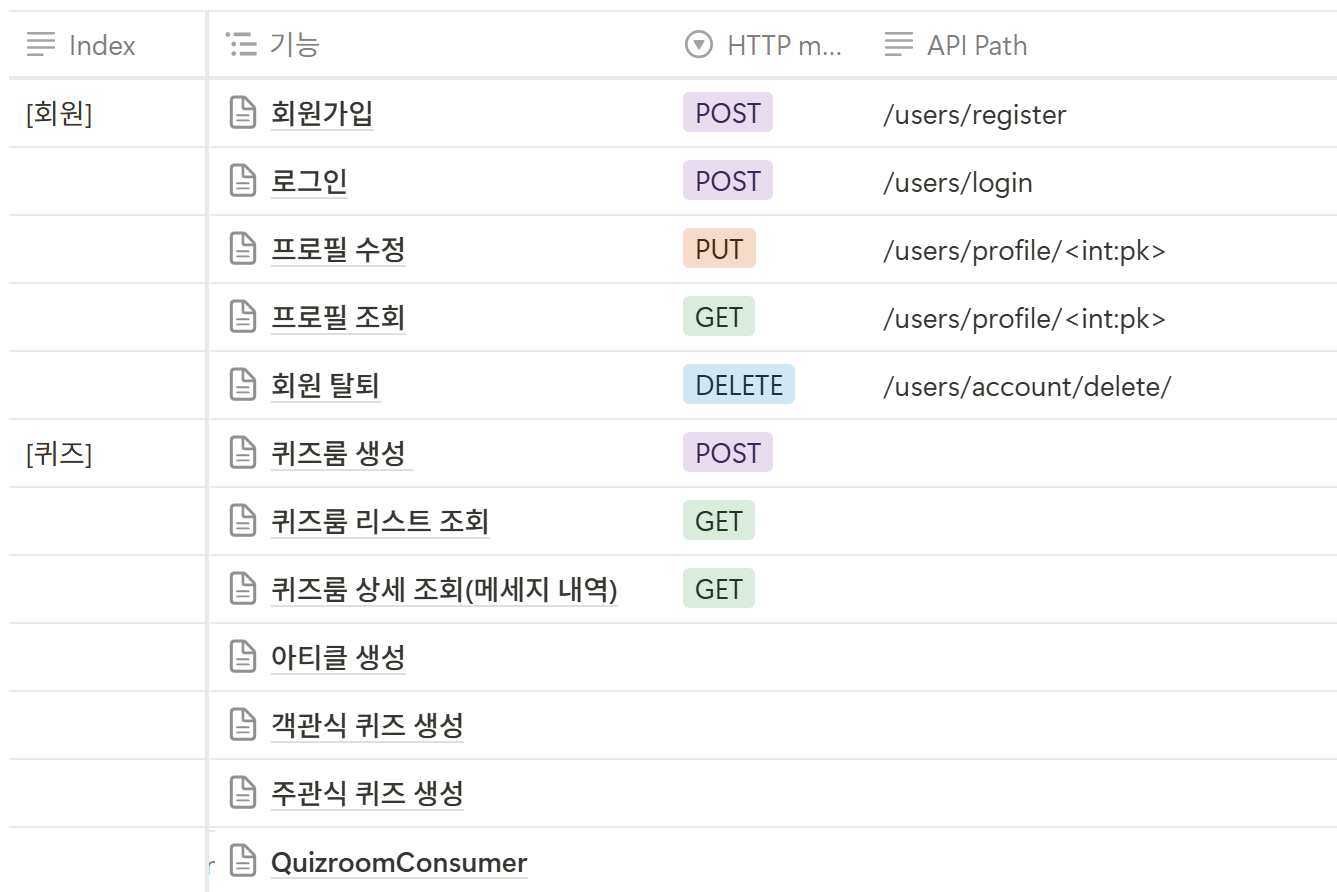 Index 기능 HTTP m... API Path
[회원] 회원가입 POST /users/register
로그인 POST /users/login
프로필 수정 PUT /users/profile/<int:pk>
프로필 조회 GET /users/profile/<int:pk>
회원 탈퇴 DELETE /users/account/delete/
[퀴즈] 퀴즈룸 생성 POST
퀴즈룸 리스트 조회 GET
퀴즈룸 상세 조회(메세지 내역) GET
아티클 생성
객관식 퀴즈 생성
주관식 퀴즈 생성
QuizroomConsumer